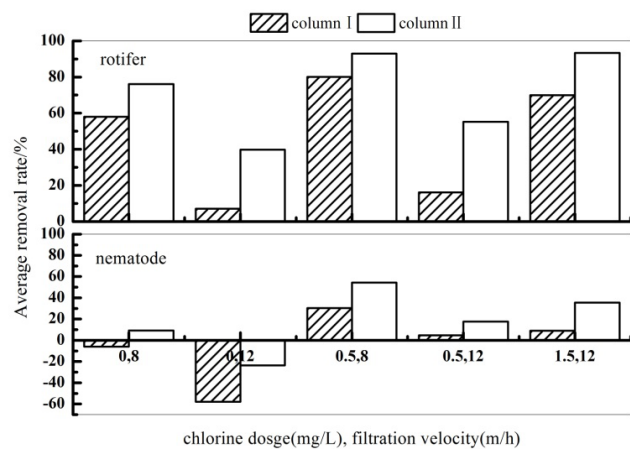 column I column II
Average removal rate/%
rotifer
100
80
60
40
20
0
nematode
100
80
60
40
20
0
-20
-40
-60
0,8 0,12 0.5,8 0.5,12 1.5,12
chlorine dosge(mg/L), filtration velocity(m/h)